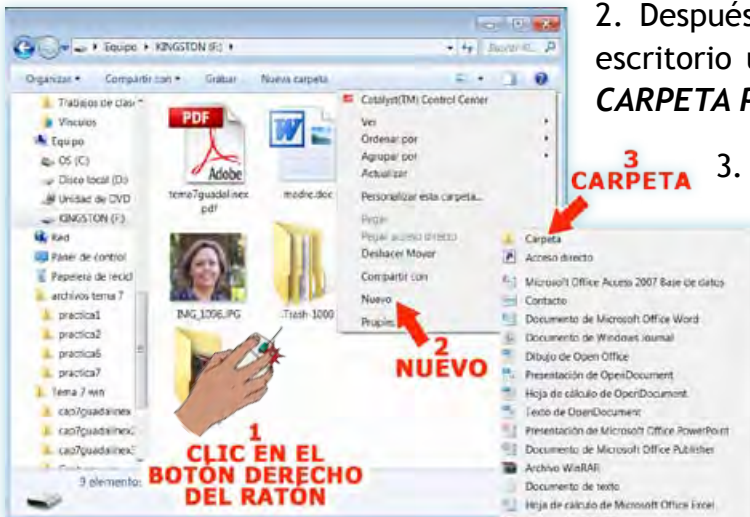 2. Después
escritorio u
CARPETA P
3.
Equipo ▸ KINGSTON (F:) ▸
Organizar
Compartir con
Grabar
Nueva carpeta
Trabajos de clas
Vínculos
Equipo
OS (C)
Disco local (D:)
Unidad de DVD
KINGSTON (F:)
Red
Panel de control
Papelera de recicl
archivos tema 7
practica1
practica2
practica6
practica7
Tema 7 win
cap7guadalinex
cap7guadalinex
cap7guadalinex
9 elemento
PDF
Adobe
tema7guadalinex
pdf
W
madre.doc
IMG_1096.JPG
.Trash-1000
Catalyst(TM) Control Center
Ver
Ordenar por
Agrupar por
Actualizar
Personalizar esta carpeta...
Pegar
Pegar acceso directo
Deshacer Mover
Compartir con
Nuevo
Propie
3
CARPETA
Carpeta
Acceso directo
Microsoft Office Access 2007 Base de datos
Contacto
Documento de Microsoft Office Word
Documento de Windows Journal
Dibujo de Open Office
Presentación de OpenDocument
Hoja de cálculo de OpenDocument
Texto de OpenDocument
Presentación de Microsoft Office PowerPoint
Documento de Microsoft Office Publisher
Archivo WinRAR
Documento de texto
Hoja de cálculo de Microsoft Office Excel
2
NUEVO
1
CLIC EN EL
BOTÓN DERECHO
DEL RATÓN